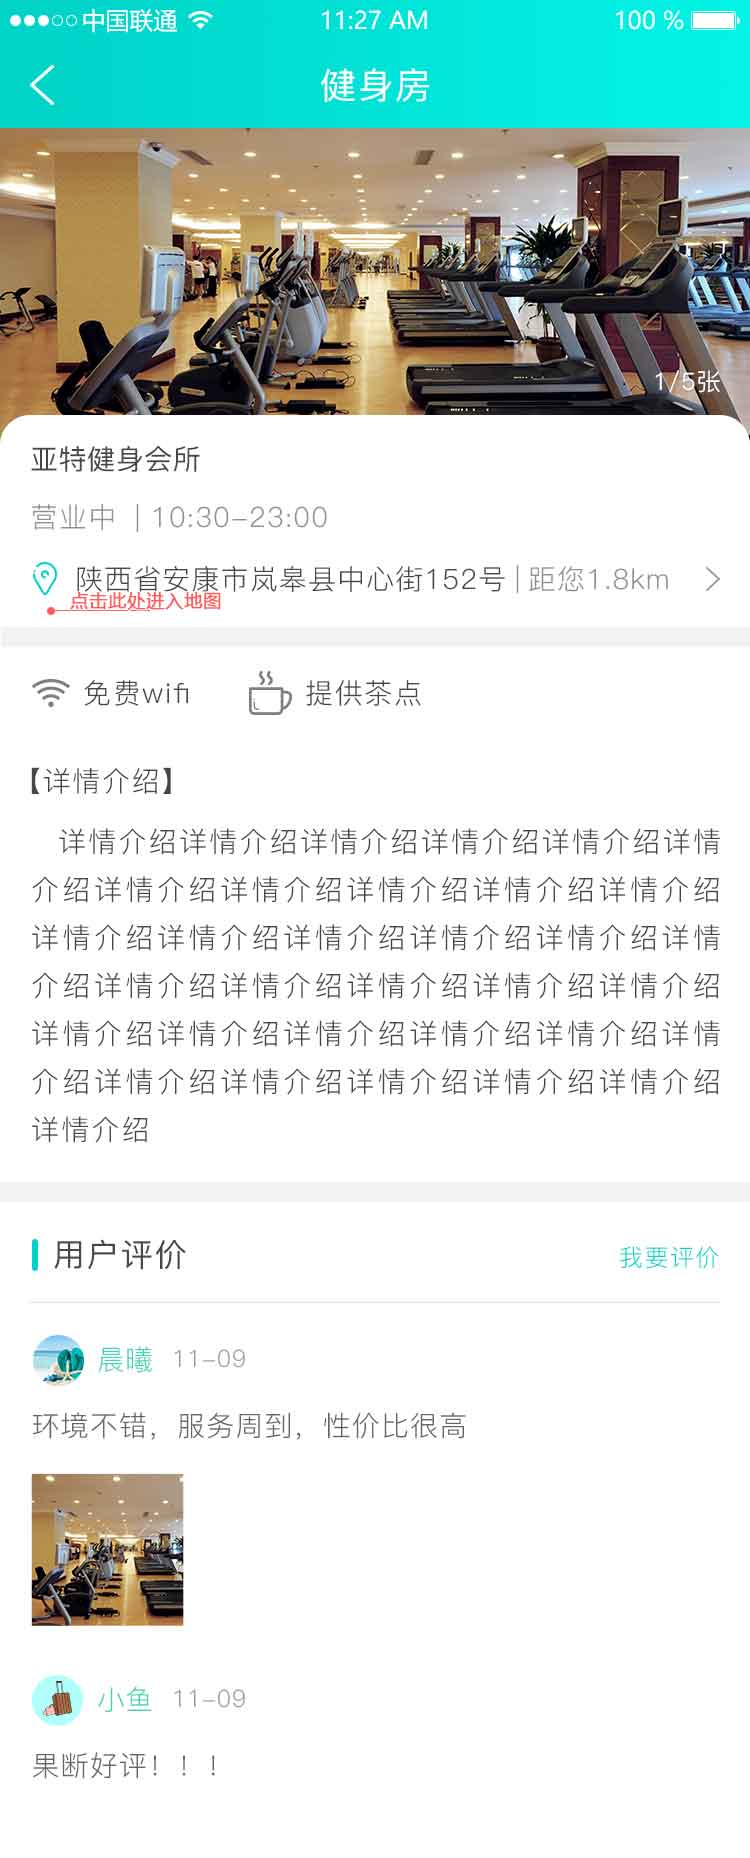 中国联通 11:27 AM 100 %
健身房
1/5张
亚特健身会所
营业中 | 10:30-23:00
陕西省安康市岚皋县中心街152号 | 距您1.8km
点击此处进入地图
免费wifi 提供茶点
【详情介绍】
详情介绍详情介绍详情介绍详情介绍详情介绍详情
介绍详情介绍详情介绍详情介绍详情介绍详情介绍
详情介绍详情介绍详情介绍详情介绍详情介绍详情
介绍详情介绍详情介绍详情介绍详情介绍详情介绍
详情介绍详情介绍详情介绍详情介绍详情介绍详情
介绍详情介绍详情介绍详情介绍详情介绍详情介绍
详情介绍
用户评价 我要评价
晨曦 11-09
环境不错，服务周到，性价比很高
小鱼 11-09
果断好评！！！